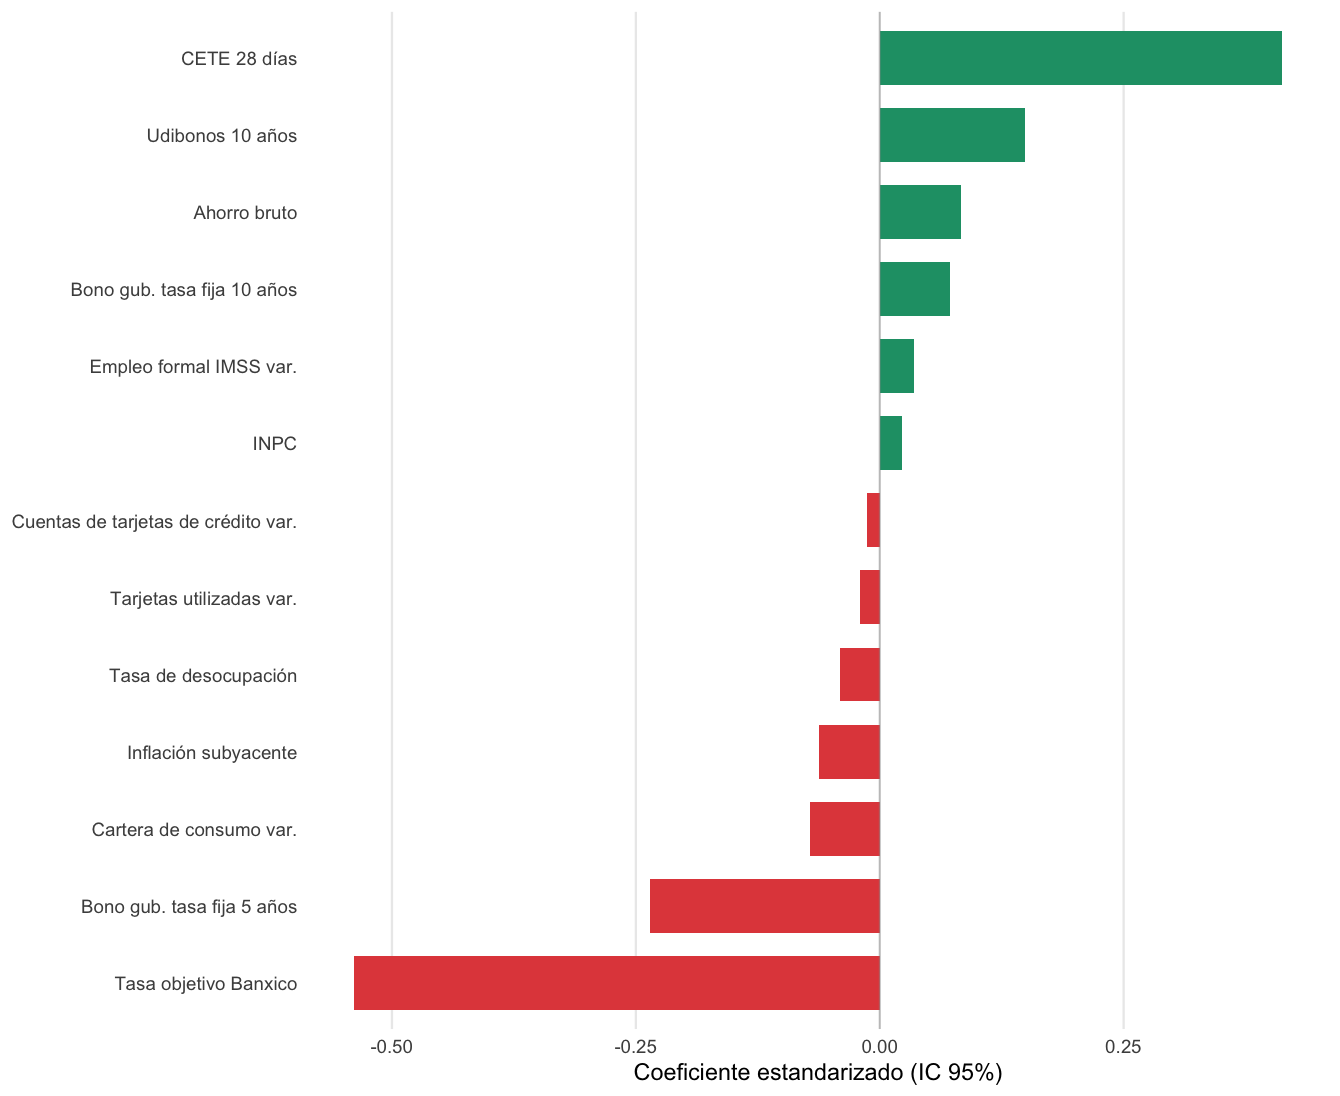 CETE 28 días
Udibonos 10 años
Ahorro bruto
Bono gub. tasa fija 10 años
Empleo formal IMSS var.
INPC
Cuentas de tarjetas de crédito var.
Tarjetas utilizadas var.
Tasa de desocupación
Inflación subyacente
Cartera de consumo var.
Bono gub. tasa fija 5 años
Tasa objetivo Banxico
-0.50 -0.25 0.00 0.25
Coeficiente estandarizado (IC 95%)